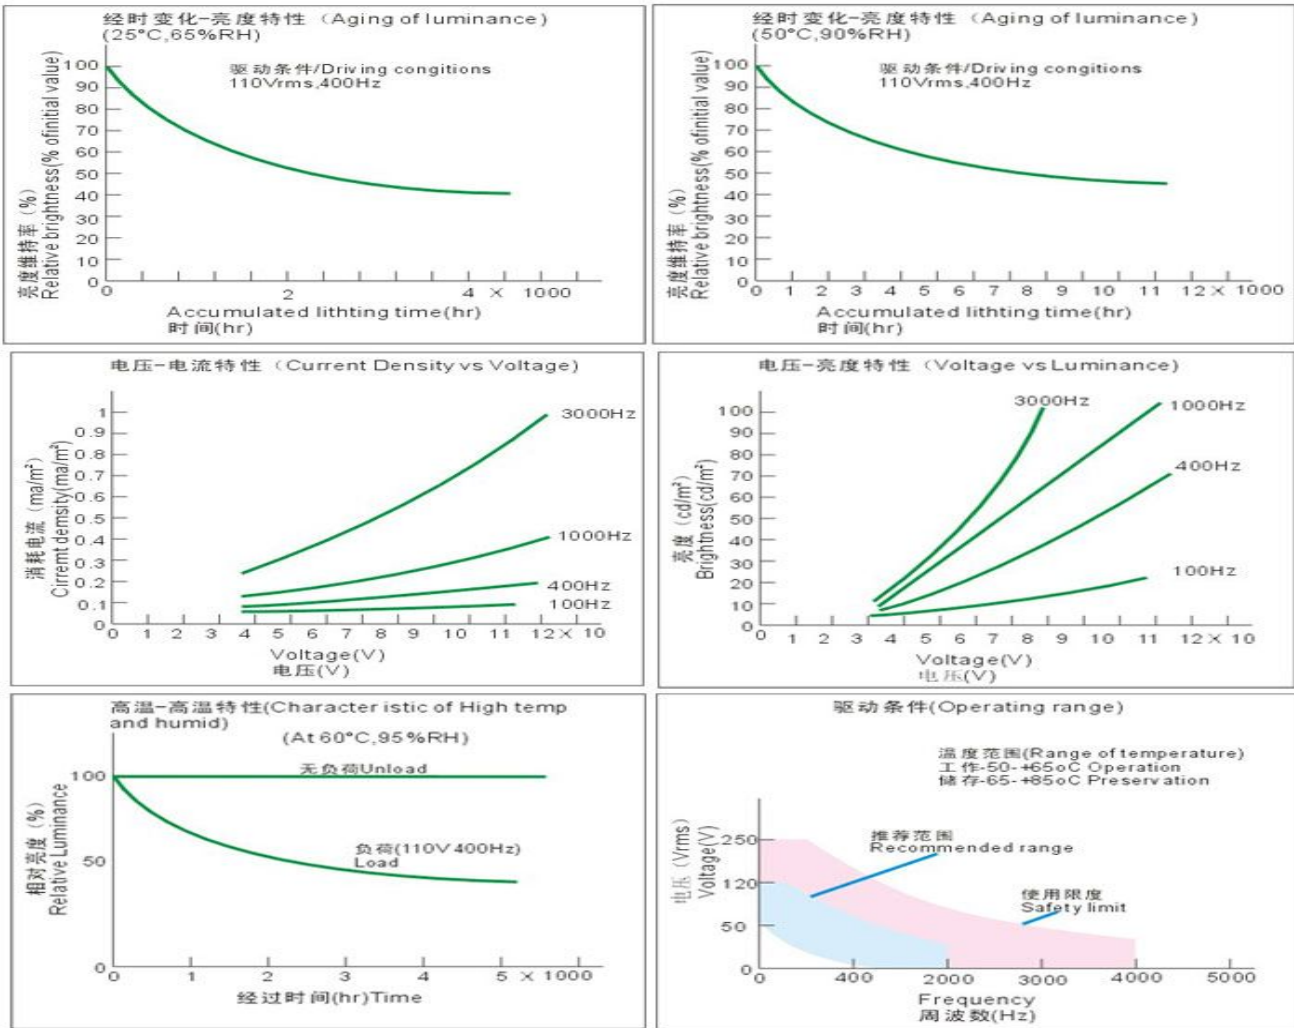 经时变化-亮度特性（Aging of luminance)
(25°C,65%RH)
驱动条件/Driving congitions
110Vrms,400Hz
亮度维持率（%）
Relative brightness(% ofinitial value)
100
90
80
70
60
50
40
30
20
10
0
0 2 4 × 1000
Accumulated lithting time(hr)
时间(hr)
经时变化-亮度特性（Aging of luminance)
(50°C,90%RH)
驱动条件/Driving congitions
110Vrms,400Hz
亮度维持率（%）
Relative brightness(% ofinitial value)
100
90
80
70
60
50
40
30
20
10
0
0 1 2 3 4 5 6 7 8 9 10 11 12 × 1000
Accumulated lithting time(hr)
时间(hr)
电压-电流特性（Current Density vs Voltage)
消耗电流（ma/m²）
Cirremt density(ma/m²)
1
0.9
0.8
0.7
0.6
0.5
0.4
0.3
0.2
0.1
0
3000Hz
1000Hz
400Hz
100Hz
0 1 2 3 4 5 6 7 8 9 10 11 12 × 10
Voltage(V)
电压(V)
电压-亮度特性（Voltage vs Luminance)
亮度（cd/m²）
Brightness(cd/m²)
100
90
80
70
60
50
40
30
20
10
0
3000Hz
1000Hz
400Hz
100Hz
0 1 2 3 4 5 6 7 8 9 10 11 12 × 10
Voltage(V)
电压(V)
高温-高温特性(Character istic of High temp
and humid)
(At 60°C,95%RH)
相对亮度（%）
Relative Luminance
100
50
0
无负荷Unload
负荷(110V 400Hz)
Load
0 1 2 3 4 5 × 1000
经过时间(hr)Time
驱动条件(Operating range)
温度范围(Range of temperature)
工作-50-+65oC Operation
储存-65-+85oC Preservation
电压（Vrms）
Voltage(V)
250
120
50
0
推荐范围
Recommended range
使用限度
Safety limit
0 400 2000 3000 4000 5000
Frequency
周波数(Hz)